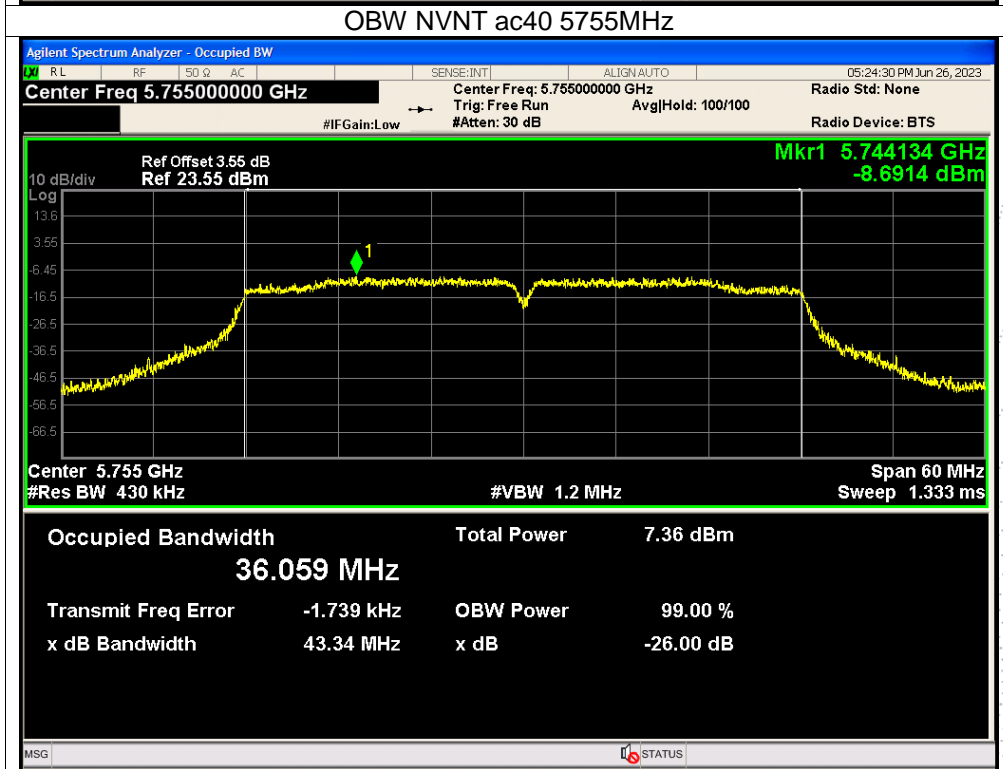 OBW NVNT ac40 5755MHz
Agilent Spectrum Analyzer - Occupied BW
LXI RL RF 50 Ω AC SENSE:INT ALIGN AUTO 05:24:30 PM Jun 26, 2023
Center Freq 5.755000000 GHz Center Freq: 5.755000000 GHz Radio Std: None
Trig: Free Run Avg|Hold: 100/100
#IFGain:Low #Atten: 30 dB Radio Device: BTS
Mkr1 5.744134 GHz
Ref Offset 3.55 dB
10 dB/div Ref 23.55 dBm -8.6914 dBm
Log
13.6
3.55
1
-6.45
-16.5
-26.5
-36.5
-46.5
-56.5
-66.5
Center 5.755 GHz Span 60 MHz
#Res BW 430 kHz #VBW 1.2 MHz Sweep 1.333 ms
Occupied Bandwidth Total Power 7.36 dBm
36.059 MHz
Transmit Freq Error -1.739 kHz OBW Power 99.00 %
x dB Bandwidth 43.34 MHz x dB -26.00 dB
MSG STATUS